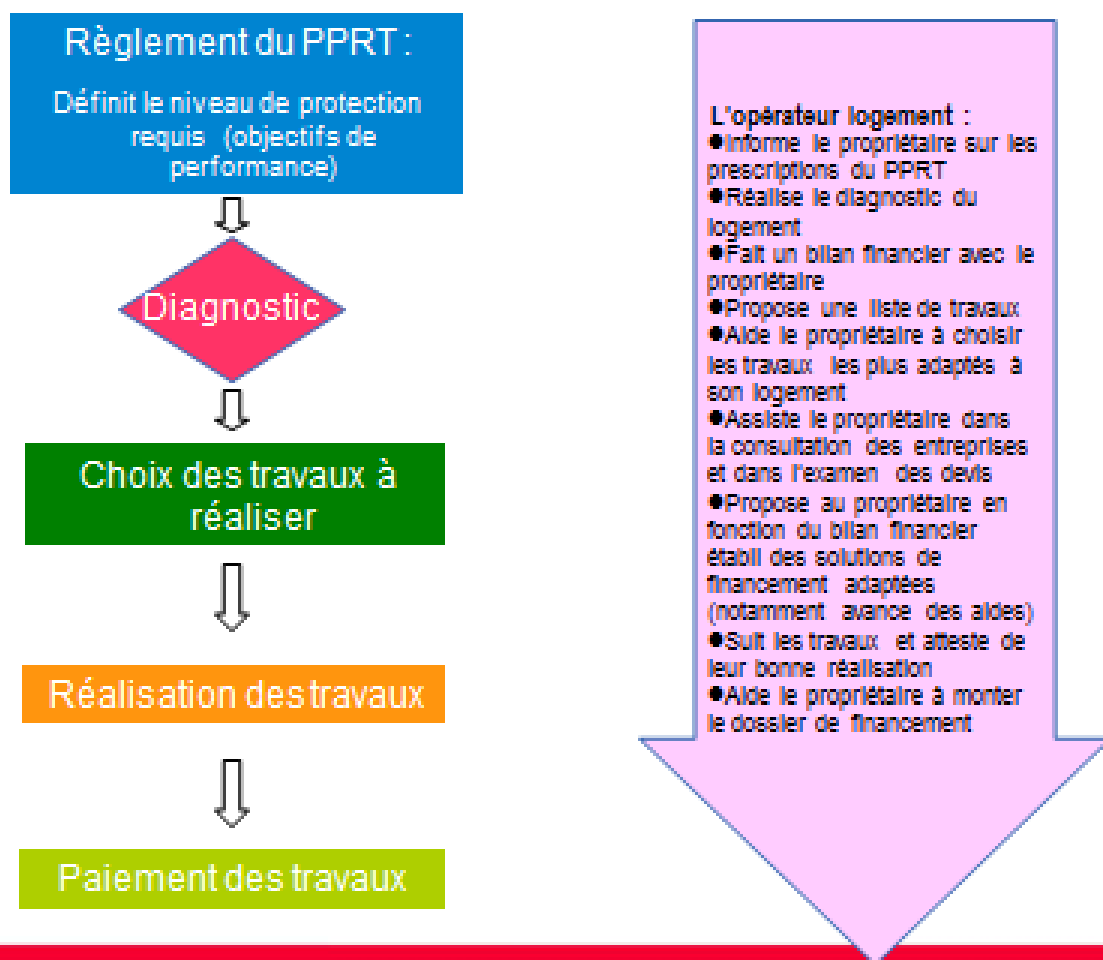 Règlement du PPRT :
Définit le niveau de protection
requis (objectifs de
performance)
Diagnostic
Choix des travaux à
réaliser
Réalisation des travaux
Paiement des travaux
L'opérateur logement :
●Informe le propriétaire sur les
prescriptions du PPRT
●Réalise le diagnostic du
logement
●Fait un bilan financier avec le
propriétaire
●Propose une liste de travaux
●Aide le propriétaire à choisir
les travaux les plus adaptés à
son logement
●Assiste le propriétaire dans
la consultation des entreprises
et dans l'examen des devis
●Propose au propriétaire en
fonction du bilan financier
établi des solutions de
financement adaptées
(notamment avance des aides)
●Suit les travaux et atteste de
leur bonne réalisation
●Aide le propriétaire à monter
le dossier de financement